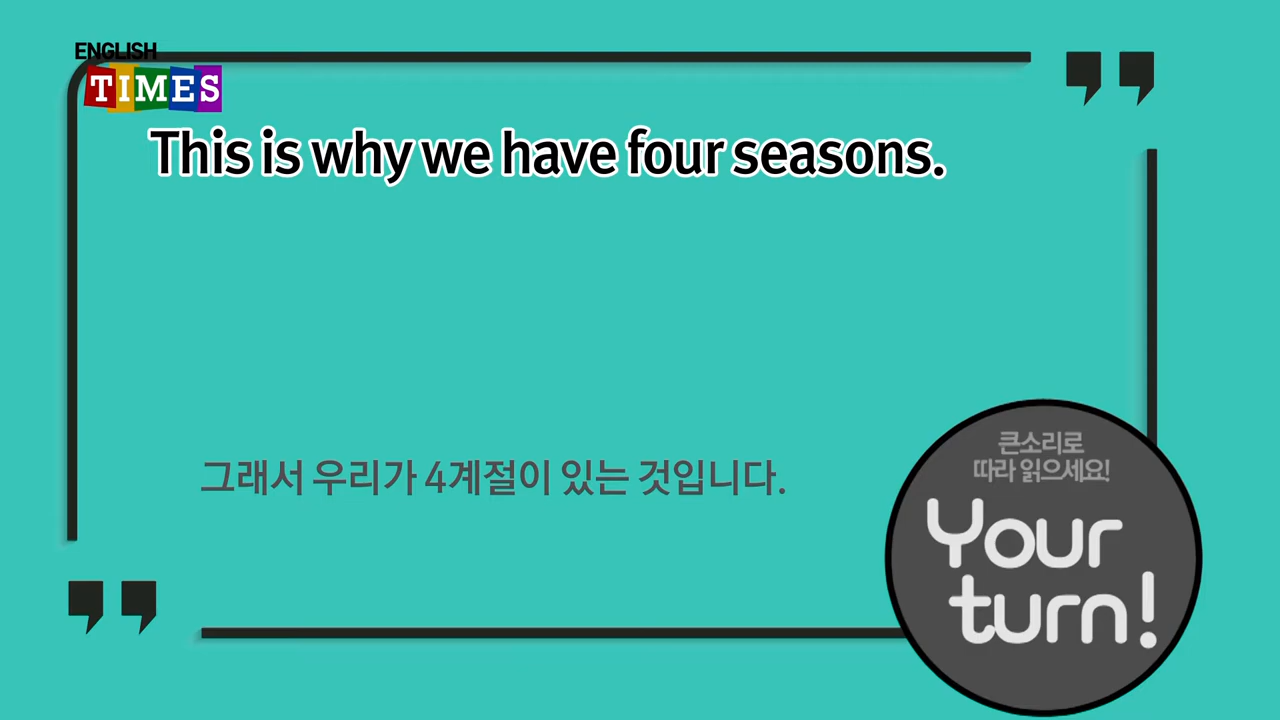 ENGLISH
TIMES
This is why we have four seasons.
그래서 우리가 4계절이 있는 것입니다.
큰소리로
따라 읽으세요!
Your
turn!